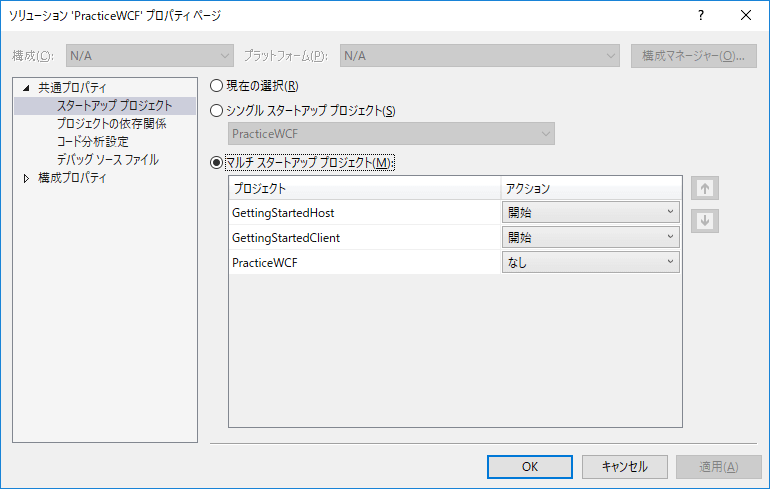 ソリューション 'PracticeWCF' プロパティ ページ
構成(C): N/A プラットフォーム(P): N/A 構成マネージャー(O)...
共通プロパティ
スタートアップ プロジェクト
プロジェクトの依存関係
コード分析設定
デバッグ ソース ファイル
構成プロパティ
現在の選択(R)
シングル スタートアップ プロジェクト(S)
PracticeWCF
マルチ スタートアップ プロジェクト(M):
プロジェクト アクション
GettingStartedHost 開始
GettingStartedClient 開始
PracticeWCF なし
OK キャンセル 適用(A)